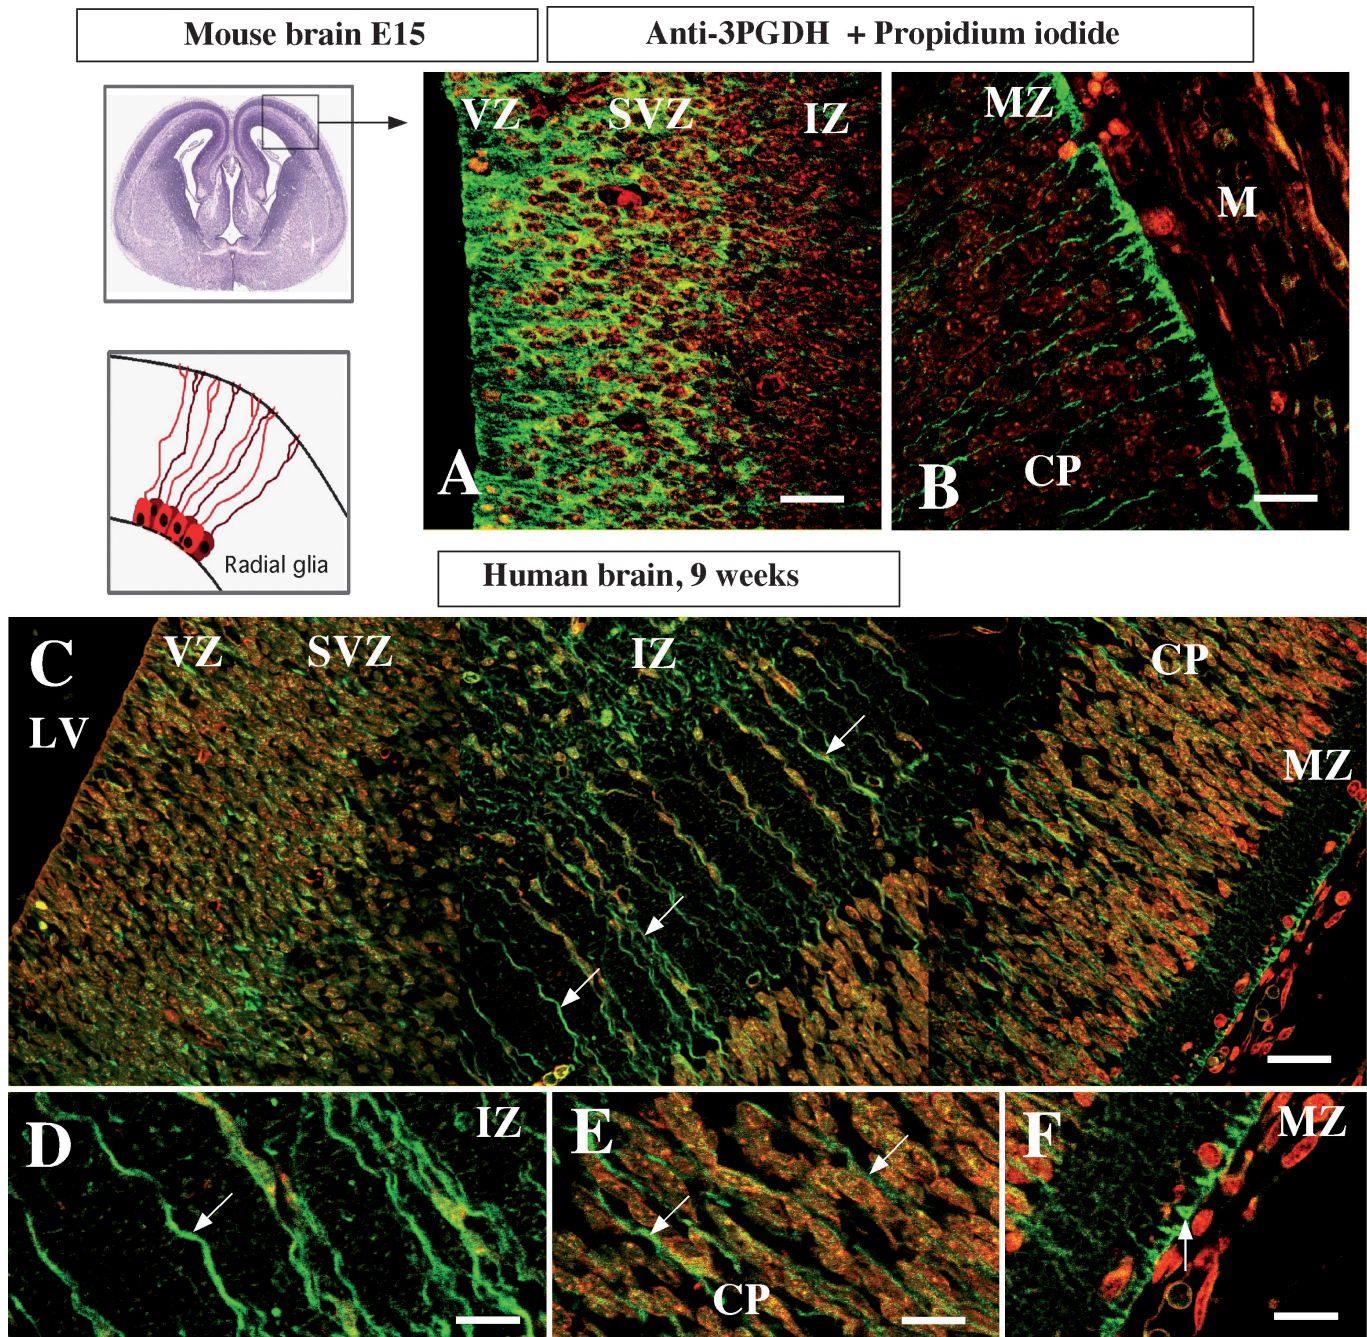 Mouse brain E15
Anti-3PGDH + Propidium iodide
VZ SVZ IZ
A
MZ
M
CP
B
Radial glia
Human brain, 9 weeks
C
LV
VZ SVZ
IZ
CP
MZ
D
IZ
E
CP
F
MZ